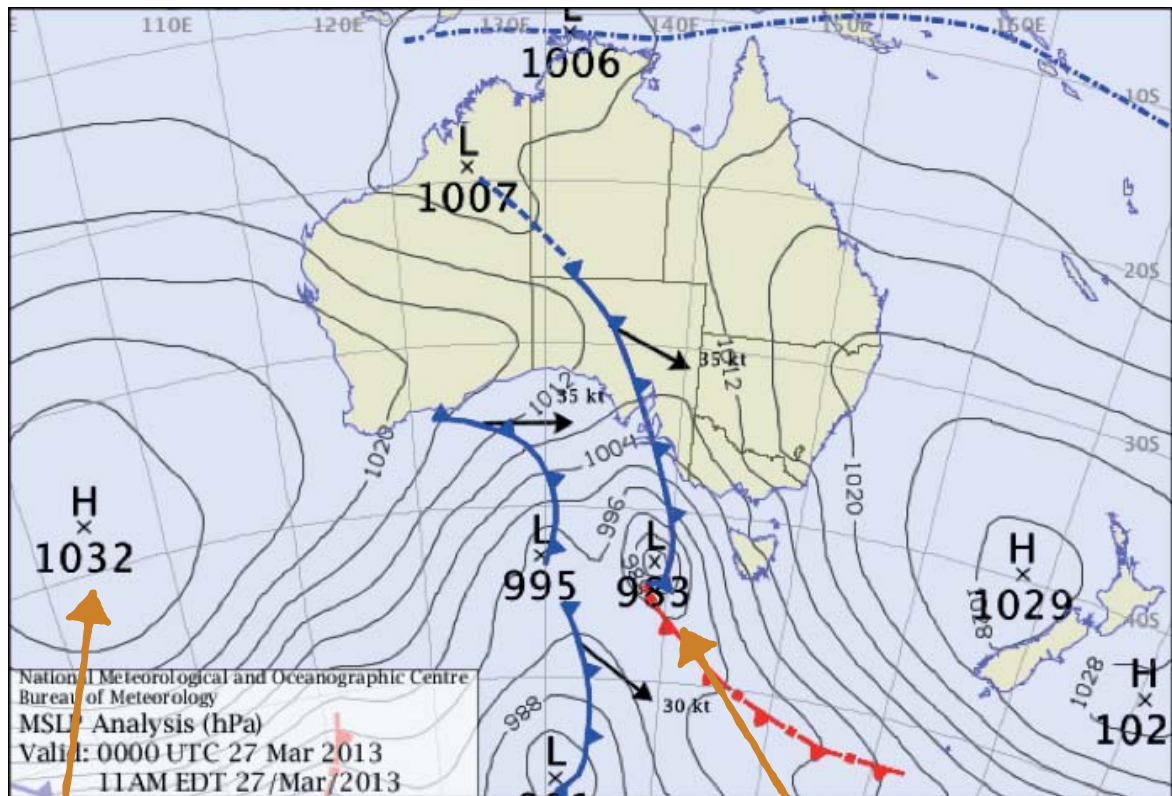 110E 120E 130E 140E 150E 160E
L
1006
10S
L
1007
20S
35 kt
1012
1012
35 kt
30S
1020
1004
1020
H
1032
996
L
995
L
H
1029
1028
40S
H
1028
30 kt
988
L
National Meteorological and Oceanographic Centre
Bureau of Meteorology
MSLP Analysis (hPa)
Valid: 0000 UTC 27 Mar 2013
11AM EDT 27/Mar/2013